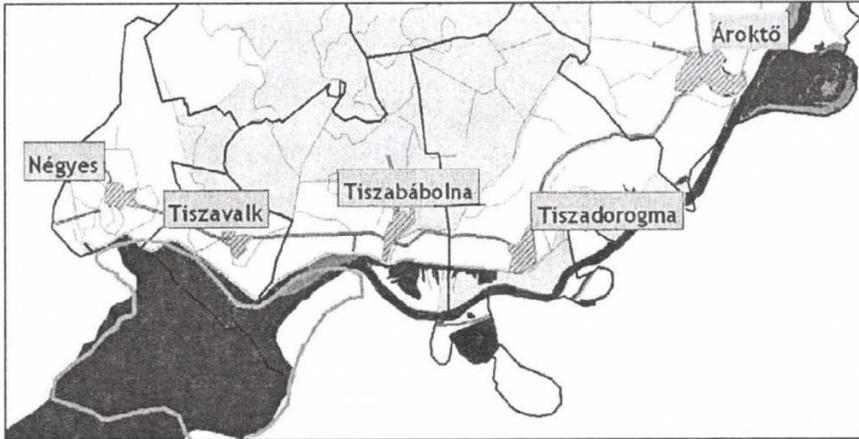 Ároktő
Négyes
Tiszavalk
Tiszabábolna
Tiszadorogma